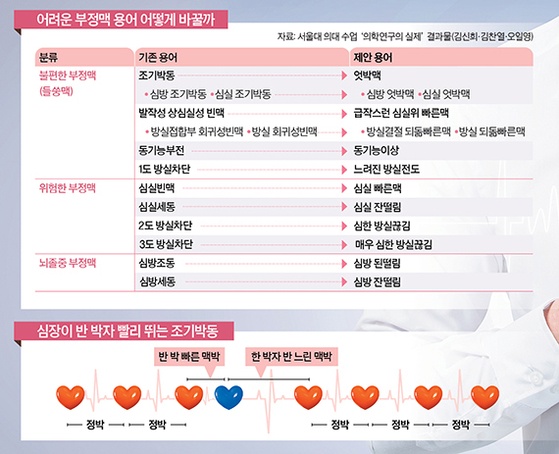 어려운 부정맥 용어 어떻게 바꿀까
자료: 서울대 의대 수업 '의학연구의 실제' 결과물(김신회·김찬열·오일영)
분류 기존 용어 제안 용어
불편한 부정맥 조기박동 엇박맥
(들쑹맥) •심방 조기박동 •심실 조기박동 •심방 엇박맥 •심실 엇박맥
발작성 상심실성 빈맥 급작스런 심실위 빠른맥
•방실접합부 회귀성빈맥 •방실 회귀성빈맥 •방실결절 되돎빠른맥 •방실 되돎빠른맥
동기능부전 동기능이상
1도 방실차단 느려진 방실전도
위험한 부정맥 심실빈맥 심실 빠른맥
심실세동 심실 잔떨림
2도 방실차단 심한 방실끊김
3도 방실차단 매우 심한 방실끊김
뇌졸중 부정맥 심방조동 심방 된떨림
심방세동 심방 잔떨림
심장이 반 박자 빨리 뛰는 조기박동
반 박 빠른 맥박 한 박자 반 느린 맥박
정박 정박 정박 정박 정박